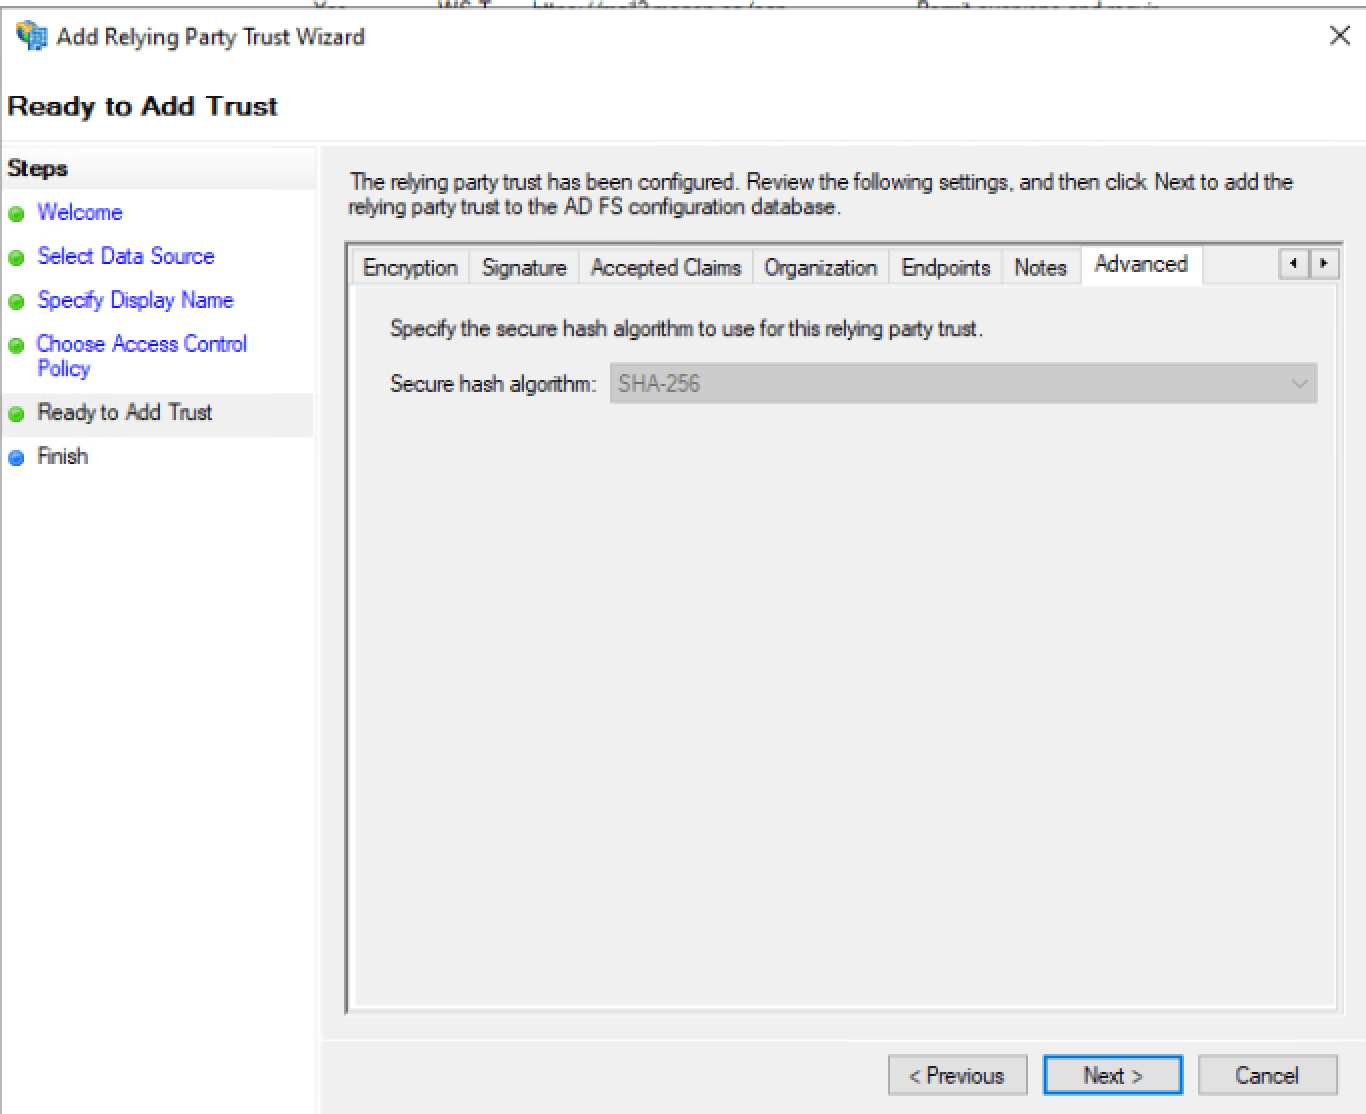 Add Relying Party Trust Wizard
Ready to Add Trust
Steps
Welcome
Select Data Source
Specify Display Name
Choose Access Control
Policy
Ready to Add Trust
Finish
The relying party trust has been configured. Review the following settings, and then click Next to add the
relying party trust to the AD FS configuration database.
Encryption Signature Accepted Claims Organization Endpoints Notes Advanced
Specify the secure hash algorithm to use for this relying party trust.
Secure hash algorithm: SHA-256
< Previous Next > Cancel